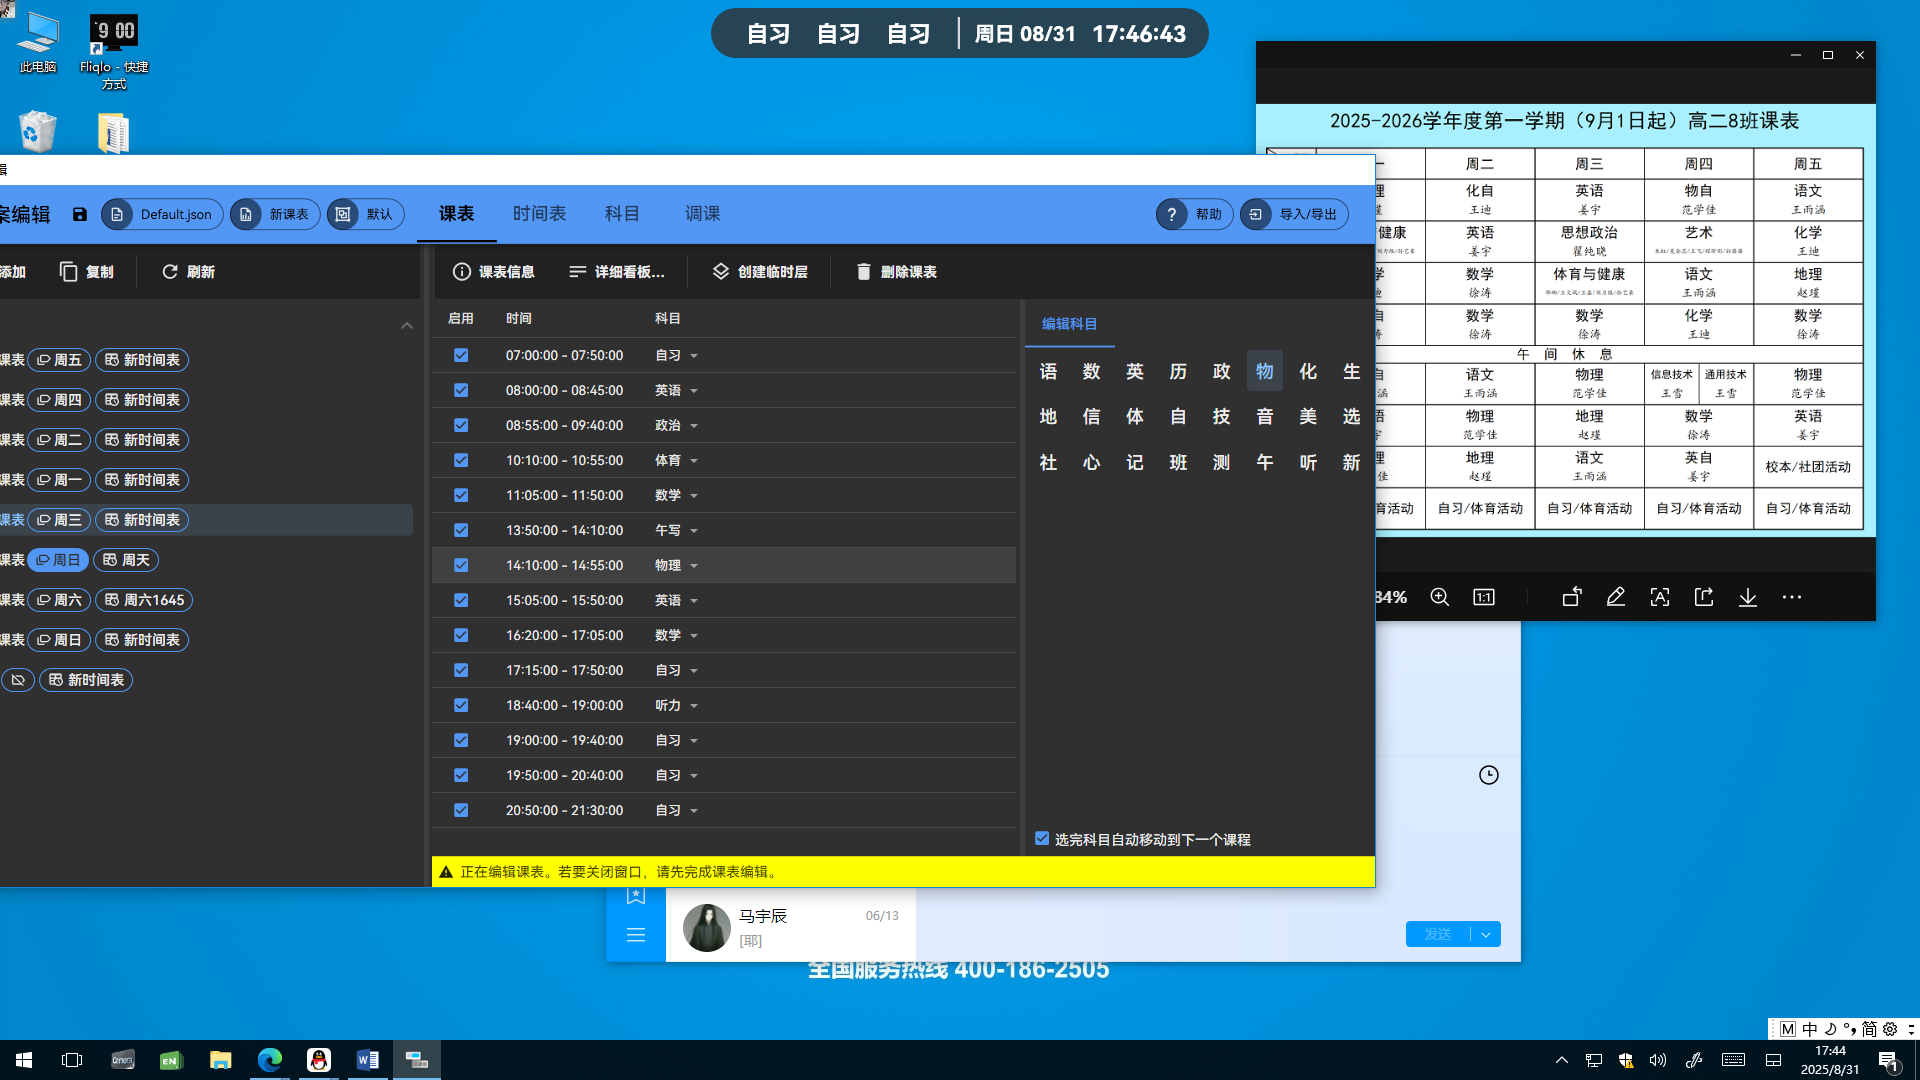 自习 自习 自习 周日 08/31 17:46:43
此电脑
Fliqlo - 快捷方式
2025-2026学年度第一学期（9月1日起）高二8班课表
周二 周三 周四 周五
化自 英语 物自 语文
王迪 姜宇 范学佳 王雨涵
健康 英语 思想政治 艺术 化学
姜宇 翟纯晓 王迪
数学 体育与健康 语文 地理
徐涛 王雨涵 赵瑾
数学 数学 化学 数学
徐涛 徐涛 王迪 徐涛
午 间 休 息
语文 物理 信息技术 通用技术 物理
王雨涵 范学佳 王雪 王雪 范学佳
物理 地理 数学 英语
范学佳 赵瑾 徐涛 姜宇
地理 语文 英自 校本/社团活动
赵瑾 王雨涵 姜宇
育活动 自习/体育活动 自习/体育活动 自习/体育活动 自习/体育活动
34% 1:1
辑
案编辑 Default.json 新课表 默认 课表 时间表 科目 调课 帮助 导入/导出
添加 复制 刷新 课表信息 详细看板... 创建临时层 删除课表
课表 周五 新时间表
课表 周四 新时间表
课表 周二 新时间表
课表 周一 新时间表
课表 周三 新时间表
课表 周日 周天
课表 周六 周六1645
课表 周日 新时间表
新时间表
启用 时间 科目
07:00:00 - 07:50:00 自习
08:00:00 - 08:45:00 英语
08:55:00 - 09:40:00 政治
10:10:00 - 10:55:00 体育
11:05:00 - 11:50:00 数学
13:50:00 - 14:10:00 午写
14:10:00 - 14:55:00 物理
15:05:00 - 15:50:00 英语
16:20:00 - 17:05:00 数学
17:15:00 - 17:50:00 自习
18:40:00 - 19:00:00 听力
19:00:00 - 19:40:00 自习
19:50:00 - 20:40:00 自习
20:50:00 - 21:30:00 自习
编辑科目
语 数 英 历 政 物 化 生
地 信 体 自 技 音 美 选
社 心 记 班 测 午 听 新
选完科目自动移动到下一个课程
正在编辑课表。若要关闭窗口，请先完成课表编辑。
马宇辰 06/13
[耶]
发送
全国服务热线 400-186-2505
M 中 简
EN
17:44
2025/8/31
1